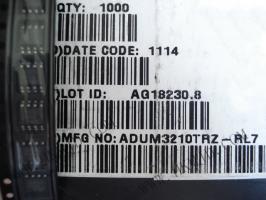 QTY: 1000
)DATE CODE: 1114
)LOT ID: AG18230.8
)MFG NO: ADUM3210TRZ-RL7